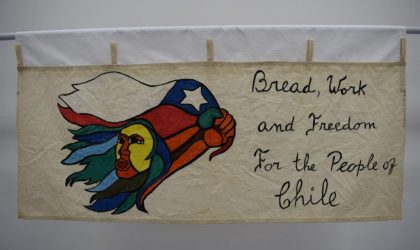 Bread, Work
and Freedom
For the People of
Chile